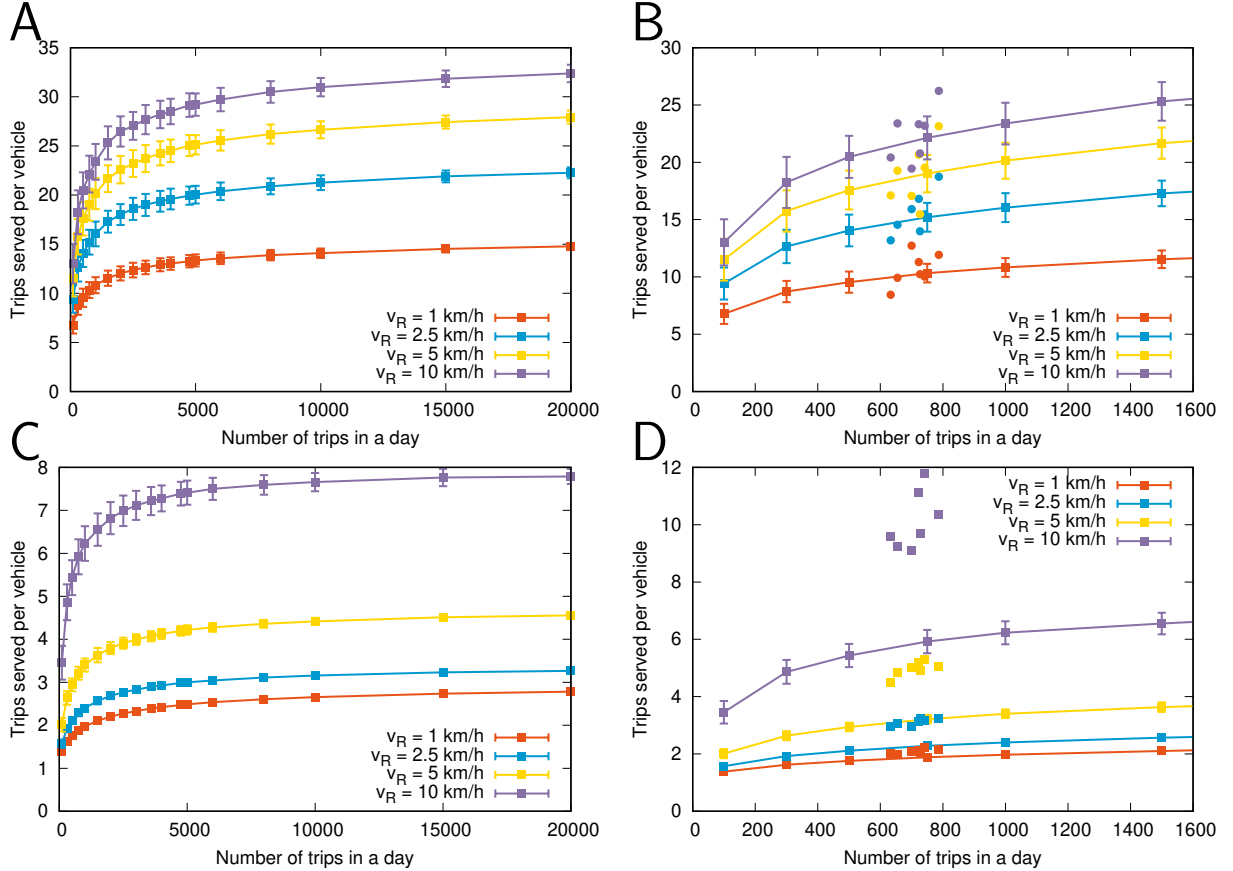 A
Trips served per vehicle
35
30
25
20
15
10
5
0
0 5000 10000 15000 20000
Number of trips in a day
v_R = 1 km/h
v_R = 2.5 km/h
v_R = 5 km/h
v_R = 10 km/h
B
Trips served per vehicle
30
25
20
15
10
5
0
0 200 400 600 800 1000 1200 1400 1600
Number of trips in a day
v_R = 1 km/h
v_R = 2.5 km/h
v_R = 5 km/h
v_R = 10 km/h
C
Trips served per vehicle
8
7
6
5
4
3
2
1
0
0 5000 10000 15000 20000
Number of trips in a day
v_R = 1 km/h
v_R = 2.5 km/h
v_R = 5 km/h
v_R = 10 km/h
D
Trips served per vehicle
12
10
8
6
4
2
0
0 200 400 600 800 1000 1200 1400 1600
Number of trips in a day
v_R = 1 km/h
v_R = 2.5 km/h
v_R = 5 km/h
v_R = 10 km/h